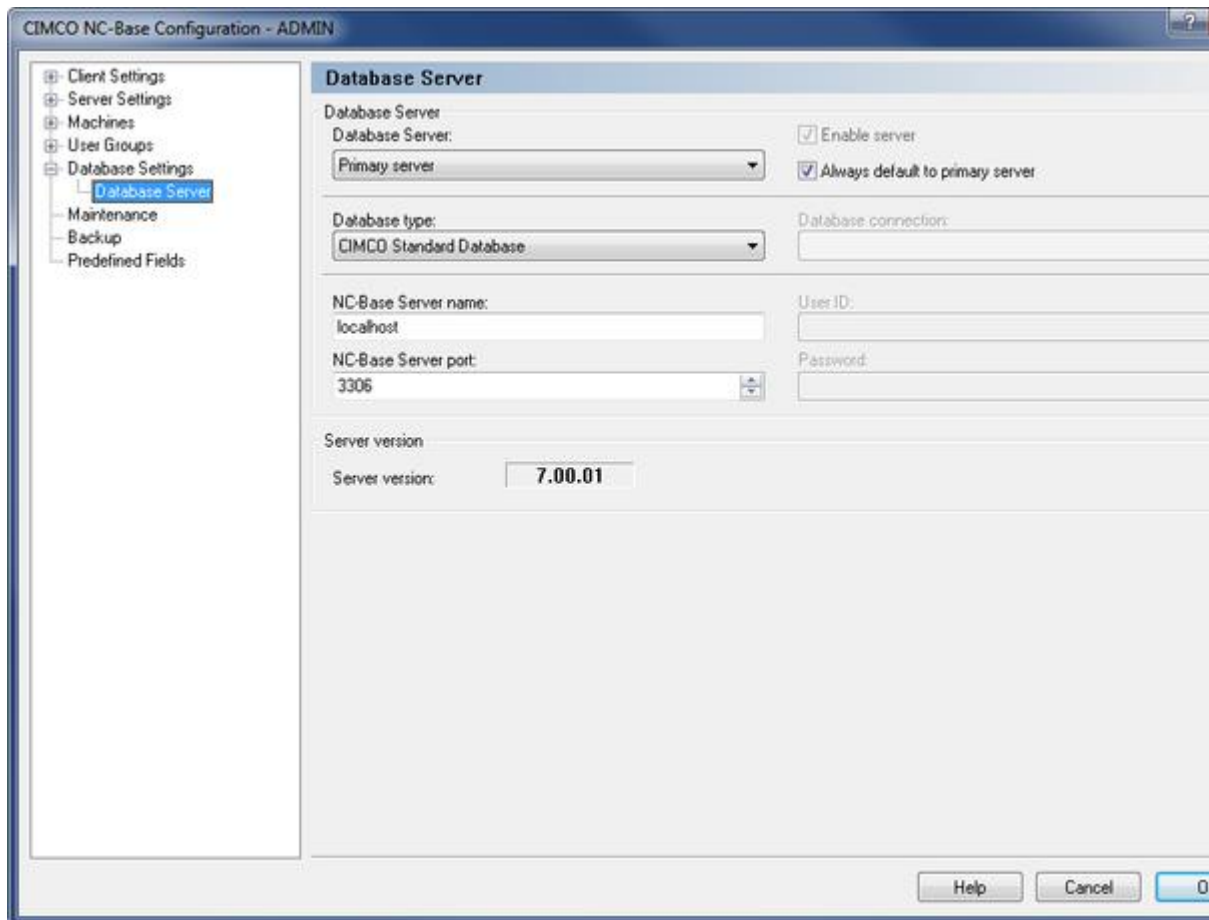 CIMCO NC-Base Configuration - ADMIN
?
Client Settings
Server Settings
Machines
User Groups
Database Settings
Database Server
Maintenance
Backup
Predefined Fields
Database Server
Database Server
Database Server:
Primary server
Enable server
Always default to primary server
Database type:
CIMCO Standard Database
Database connection:
NC-Base Server name:
localhost
User ID:
NC-Base Server port:
3306
Password:
Server version
Server version:
7.00.01
Help
Cancel
O